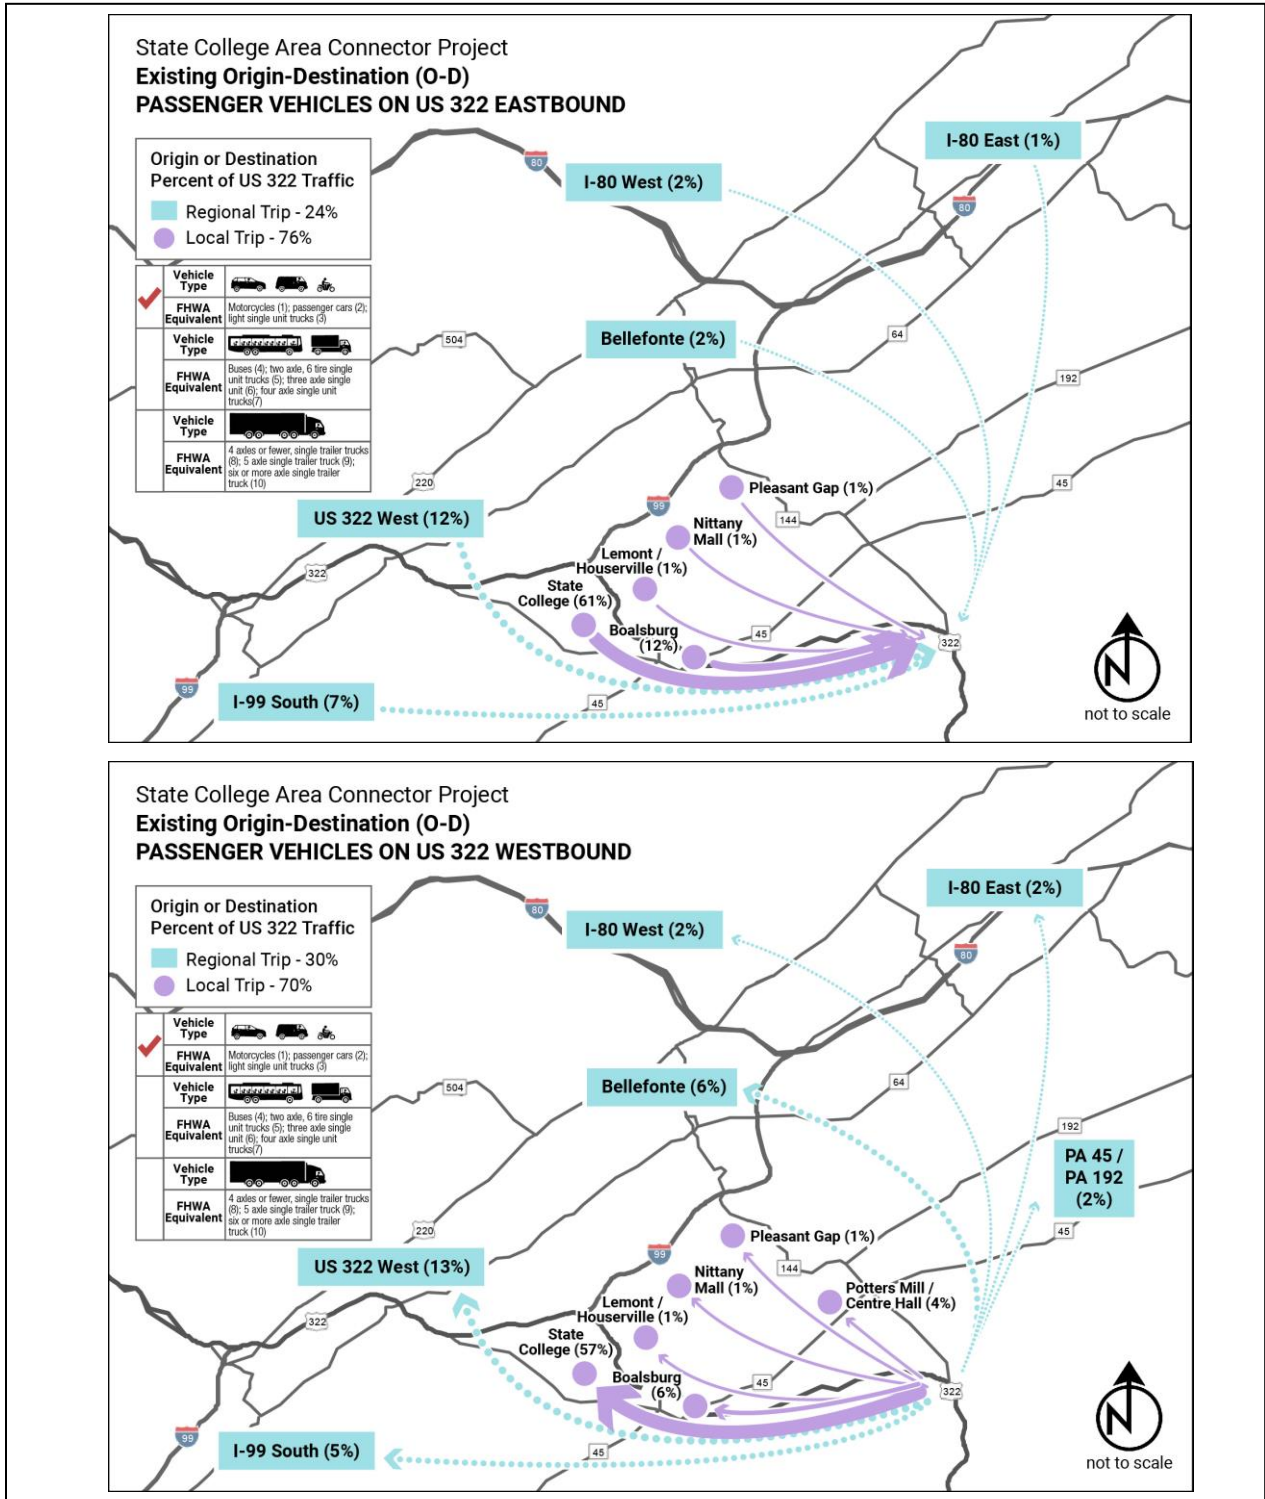 State College Area Connector Project
Existing Origin-Destination (O-D)
PASSENGER VEHICLES ON US 322 EASTBOUND
Origin or Destination
Percent of US 322 Traffic
Regional Trip - 24%
Local Trip - 76%
Vehicle
Type
FHWA
Equivalent
Motorcycles (1); passenger cars (2);
light single unit trucks (3)
Vehicle
Type
FHWA
Equivalent
Buses (4); two axle, 6 tire single
unit trucks (5); three axle single
unit (6); four axle single unit
trucks(7)
Vehicle
Type
FHWA
Equivalent
4 axles or fewer, single trailer trucks
(8); 5 axle single trailer truck (9);
six or more axle single trailer
truck (10)
I-80 East (1%)
80
I-80 West (2%)
80
Bellefonte (2%)
64
504
192
220
45
99
Pleasant Gap (1%)
144
US 322 West (12%)
Nittany
Mall (1%)
Lemont /
Houserville (1%)
322
State
College (61%)
Boalsburg
(12%)
45
322
99
I-99 South (7%)
45
N
not to scale
State College Area Connector Project
Existing Origin-Destination (O-D)
PASSENGER VEHICLES ON US 322 WESTBOUND
Origin or Destination
Percent of US 322 Traffic
Regional Trip - 30%
Local Trip - 70%
Vehicle
Type
FHWA
Equivalent
Motorcycles (1); passenger cars (2);
light single unit trucks (3)
Vehicle
Type
FHWA
Equivalent
Buses (4); two axle, 6 tire single
unit trucks (5); three axle single
unit (6); four axle single unit
trucks(7)
Vehicle
Type
FHWA
Equivalent
4 axles or fewer, single trailer trucks
(8); 5 axle single trailer truck (9);
six or more axle single trailer
truck (10)
I-80 East (2%)
80
I-80 West (2%)
80
Bellefonte (6%)
64
504
192
PA 45 /
PA 192
(2%)
220
45
99
Pleasant Gap (1%)
144
US 322 West (13%)
Nittany
Mall (1%)
Potters Mill /
Centre Hall (4%)
Lemont /
Houserville (1%)
322
State
College (57%)
Boalsburg
(6%)
45
322
99
I-99 South (5%)
45
N
not to scale